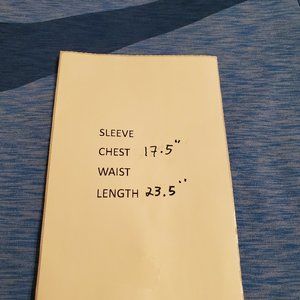 SLEEVE
CHEST 17.5"
WAIST
LENGTH 23.5"